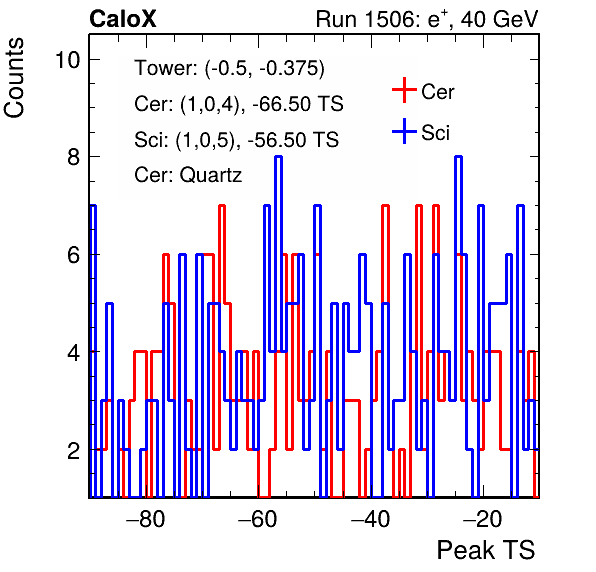 CaloX Run 1506: e⁺, 40 GeV
Counts
Tower: (-0.5, -0.375)
Cer: (1,0,4), -66.50 TS
Sci: (1,0,5), -56.50 TS
Cer: Quartz
Cer
Sci
10
8
6
4
2
−80 −60 −40 −20
Peak TS